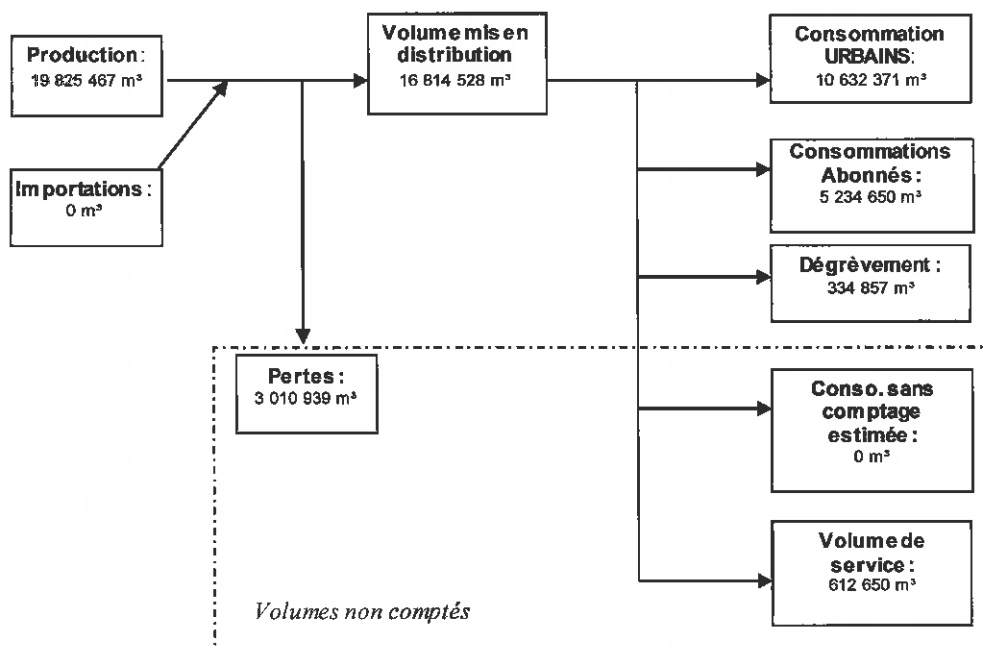 Production :
19 825 467 m³
Importations :
0 m³
Volume mis en
distribution
16 814 528 m³
Consommation
URBAINS:
10 632 371 m³
Consommations
Abonnés :
5 234 650 m³
Dégrèvement :
334 857 m³
Pertes :
3 010 939 m³
Conso. sans
comptage
estimée :
0 m³
Volume de
service :
612 650 m³
Volumes non comptés